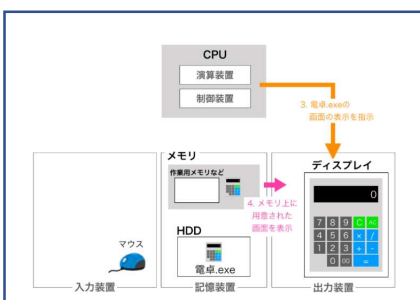 CPU
演算装置
制御装置
3. 電卓.exeの
画面の表示を指示
メモリ
作業用メモリなど
4. メモリ上に
用意された
画面を表示
HDD
電卓.exe
マウス
ディスプレイ
0
7 8 9 C AC
4 5 6 × /
1 2 3 + -
0 00 =
入力装置
記憶装置
出力装置